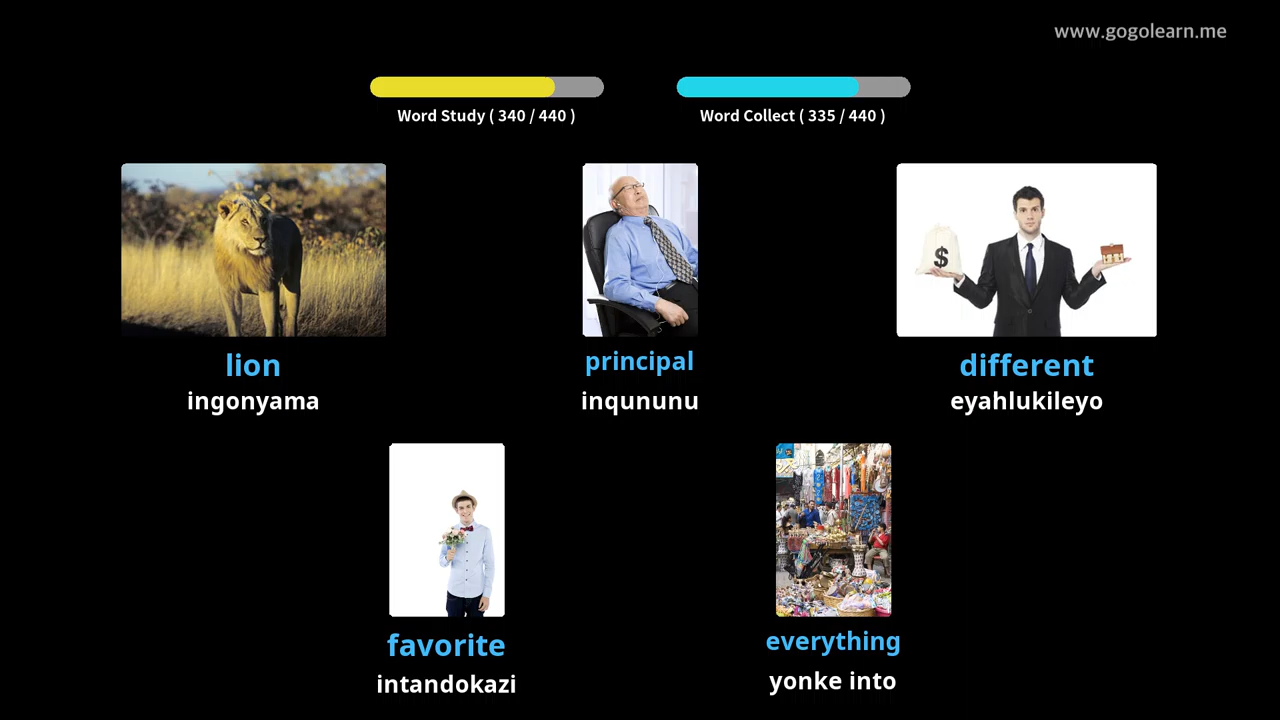 www.gogolearn.me
Word Study ( 340 / 440 )
Word Collect ( 335 / 440 )
lion
ingonyama
principal
inqununu
different
eyahlukileyo
$
favorite
intandokazi
everything
yonke into